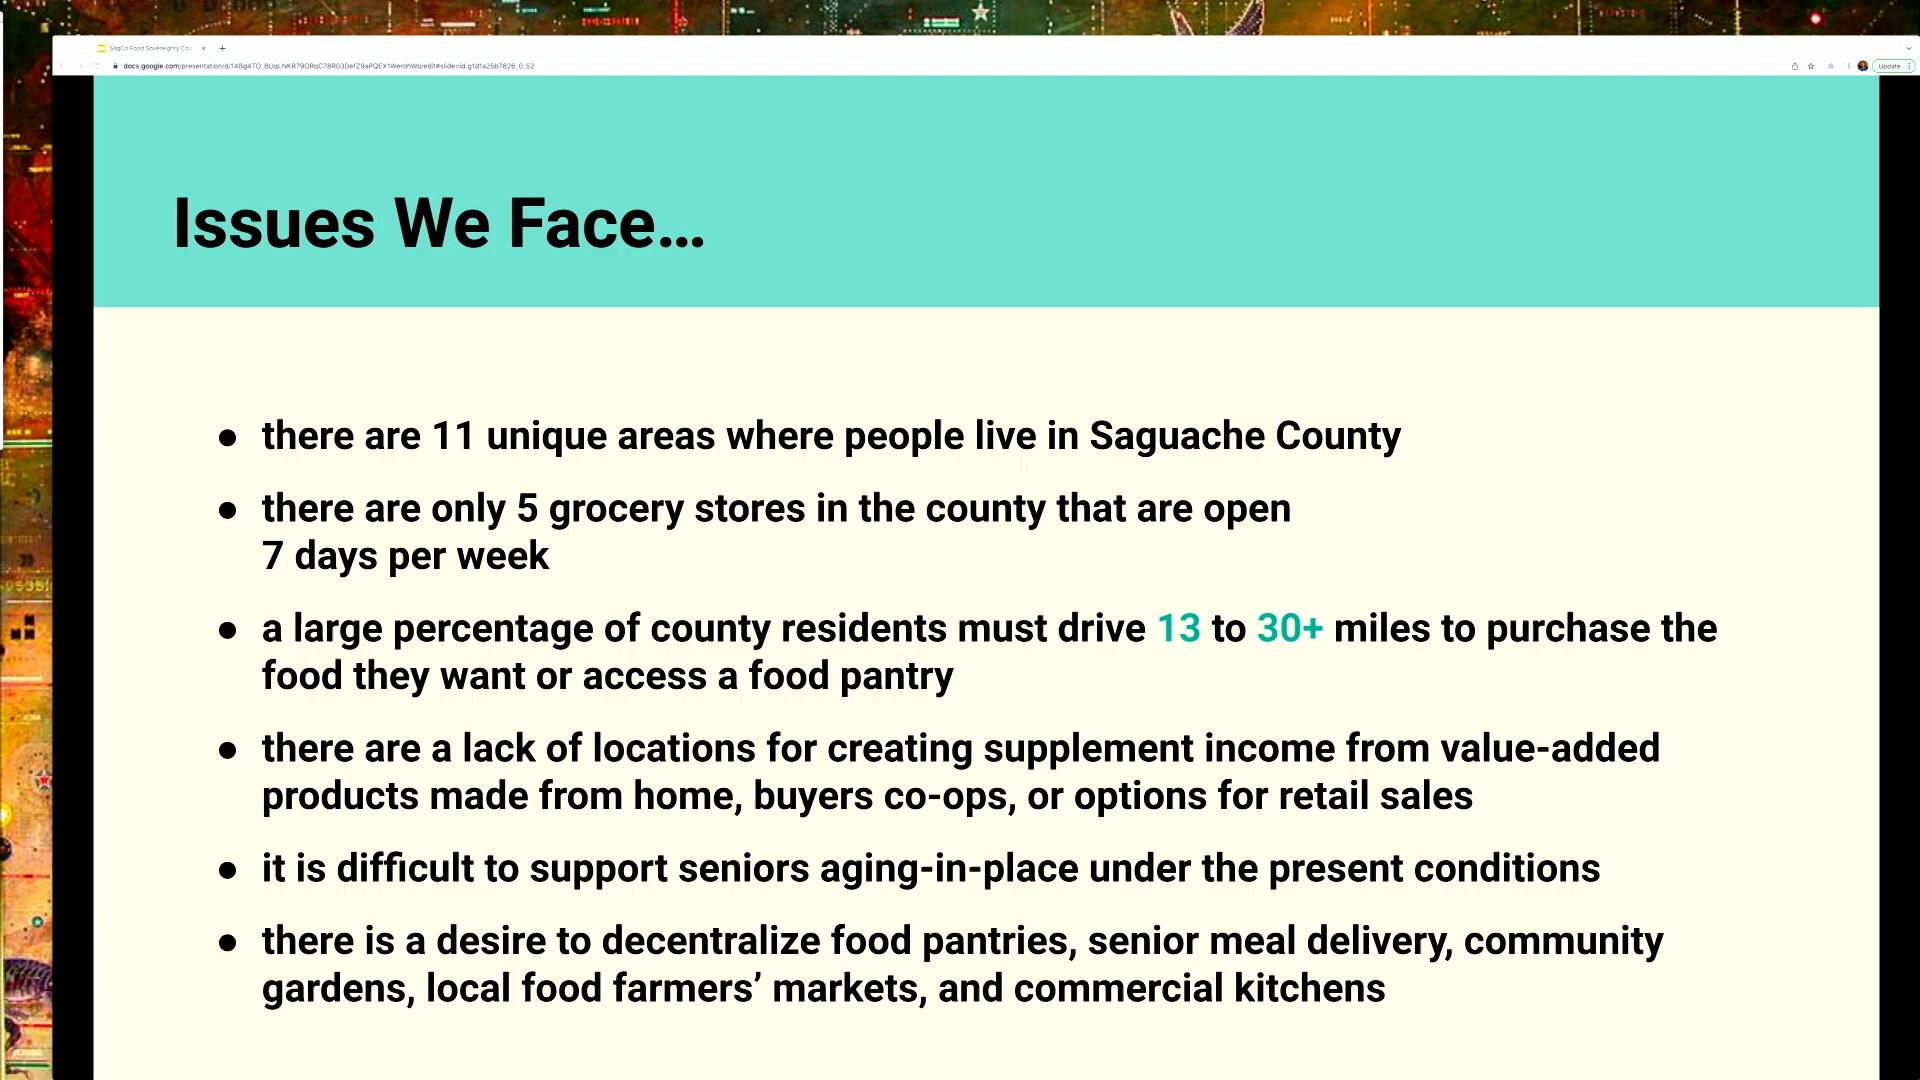 SagCo Food Sovereignty Coa
Update
Issues We Face…
● there are 11 unique areas where people live in Saguache County
● there are only 5 grocery stores in the county that are open
7 days per week
● a large percentage of county residents must drive 13 to 30+ miles to purchase the
food they want or access a food pantry
● there are a lack of locations for creating supplement income from value-added
products made from home, buyers co-ops, or options for retail sales
● it is difficult to support seniors aging-in-place under the present conditions
● there is a desire to decentralize food pantries, senior meal delivery, community
gardens, local food farmers’ markets, and commercial kitchens